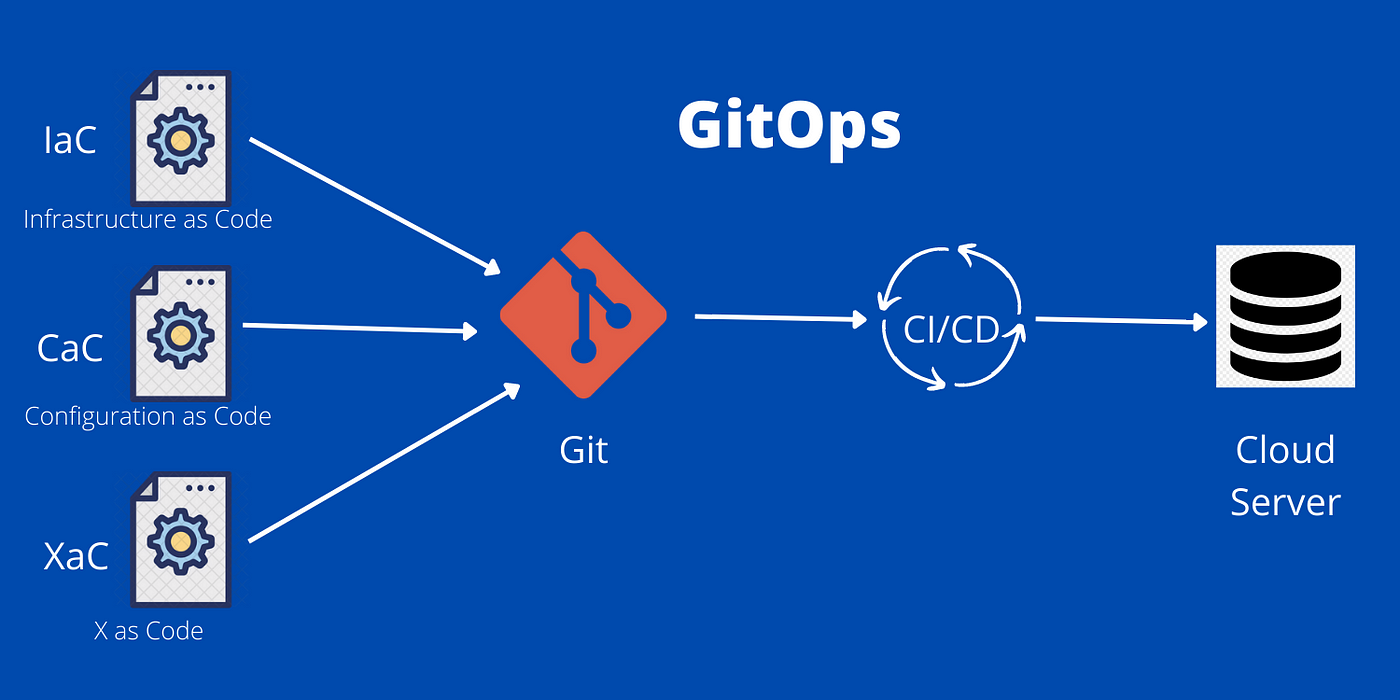 GitOps
IaC
Infrastructure as Code
CaC
Configuration as Code
XaC
X as Code
Git
CI/CD
Cloud
Server